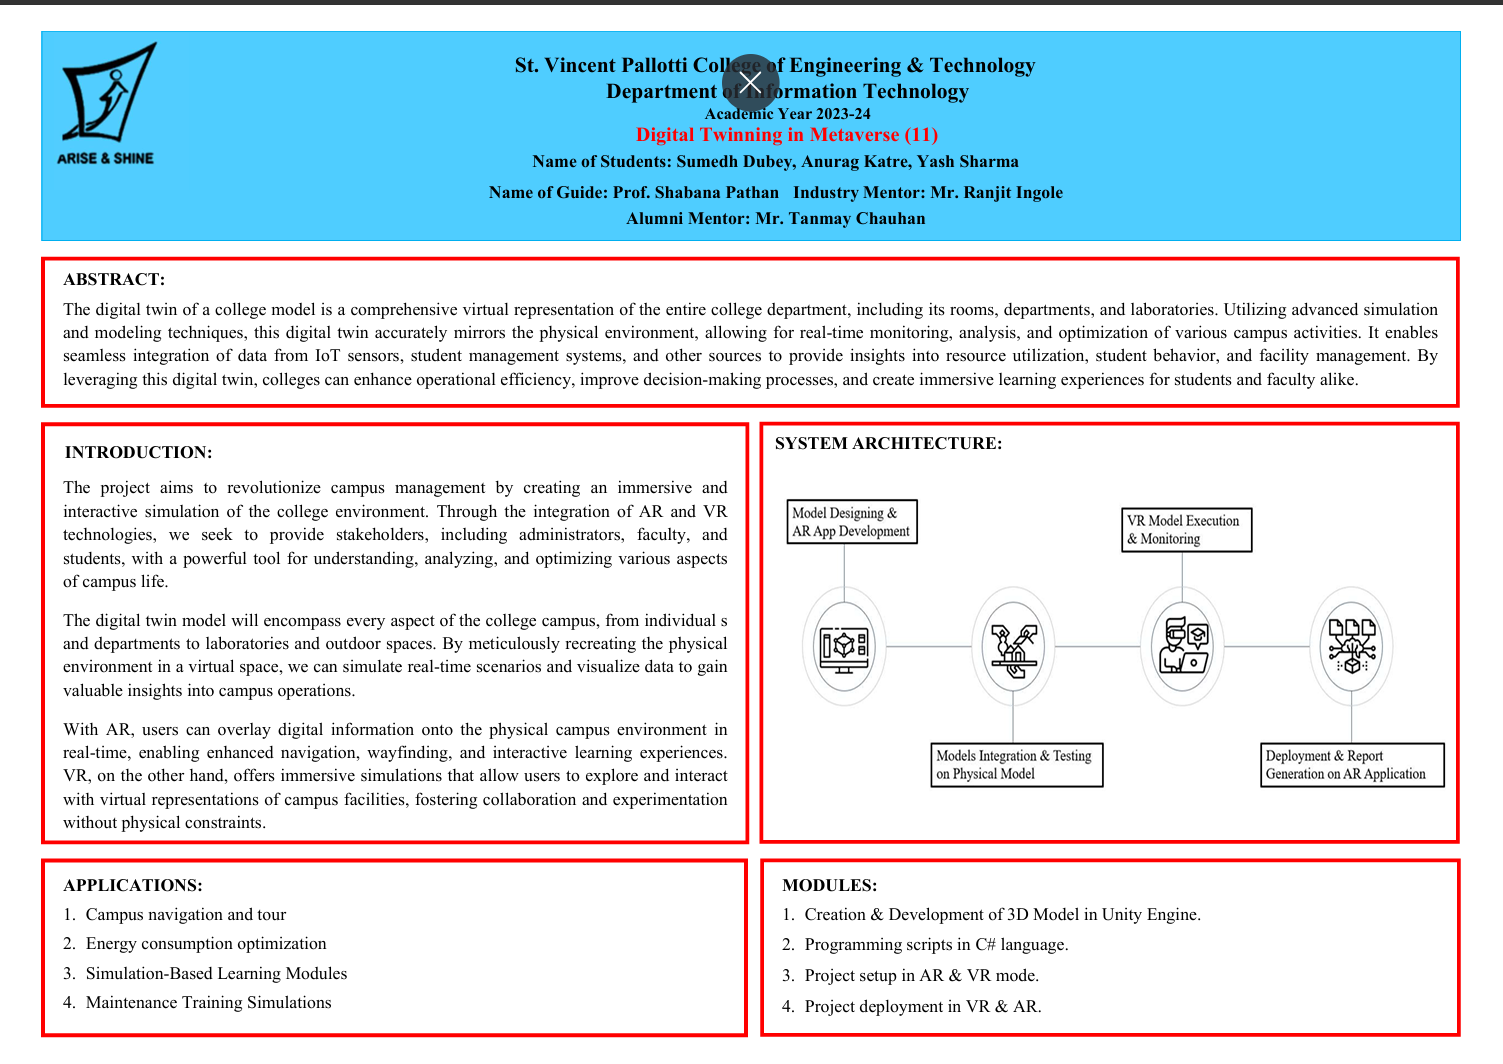 ARISE & SHINE
St. Vincent Pallotti College of Engineering & Technology
Department of Information Technology
Academic Year 2023-24
Digital Twinning in Metaverse (11)
Name of Students: Sumedh Dubey, Anurag Katre, Yash Sharma
Name of Guide: Prof. Shabana Pathan Industry Mentor: Mr. Ranjit Ingole
Alumni Mentor: Mr. Tanmay Chauhan
ABSTRACT:
The digital twin of a college model is a comprehensive virtual representation of the entire college department, including its rooms, departments, and laboratories. Utilizing advanced simulation
and modeling techniques, this digital twin accurately mirrors the physical environment, allowing for real-time monitoring, analysis, and optimization of various campus activities. It enables
seamless integration of data from IoT sensors, student management systems, and other sources to provide insights into resource utilization, student behavior, and facility management. By
leveraging this digital twin, colleges can enhance operational efficiency, improve decision-making processes, and create immersive learning experiences for students and faculty alike.
INTRODUCTION:
The project aims to revolutionize campus management by creating an immersive and
interactive simulation of the college environment. Through the integration of AR and VR
technologies, we seek to provide stakeholders, including administrators, faculty, and
students, with a powerful tool for understanding, analyzing, and optimizing various aspects
of campus life.
The digital twin model will encompass every aspect of the college campus, from individual s
and departments to laboratories and outdoor spaces. By meticulously recreating the physical
environment in a virtual space, we can simulate real-time scenarios and visualize data to gain
valuable insights into campus operations.
With AR, users can overlay digital information onto the physical campus environment in
real-time, enabling enhanced navigation, wayfinding, and interactive learning experiences.
VR, on the other hand, offers immersive simulations that allow users to explore and interact
with virtual representations of campus facilities, fostering collaboration and experimentation
without physical constraints.
SYSTEM ARCHITECTURE:
Model Designing &
AR App Development
VR Model Execution
& Monitoring
Models Integration & Testing
on Physical Model
Deployment & Report
Generation on AR Application
APPLICATIONS:
1. Campus navigation and tour
2. Energy consumption optimization
3. Simulation-Based Learning Modules
4. Maintenance Training Simulations
MODULES:
1. Creation & Development of 3D Model in Unity Engine.
2. Programming scripts in C# language.
3. Project setup in AR & VR mode.
4. Project deployment in VR & AR.